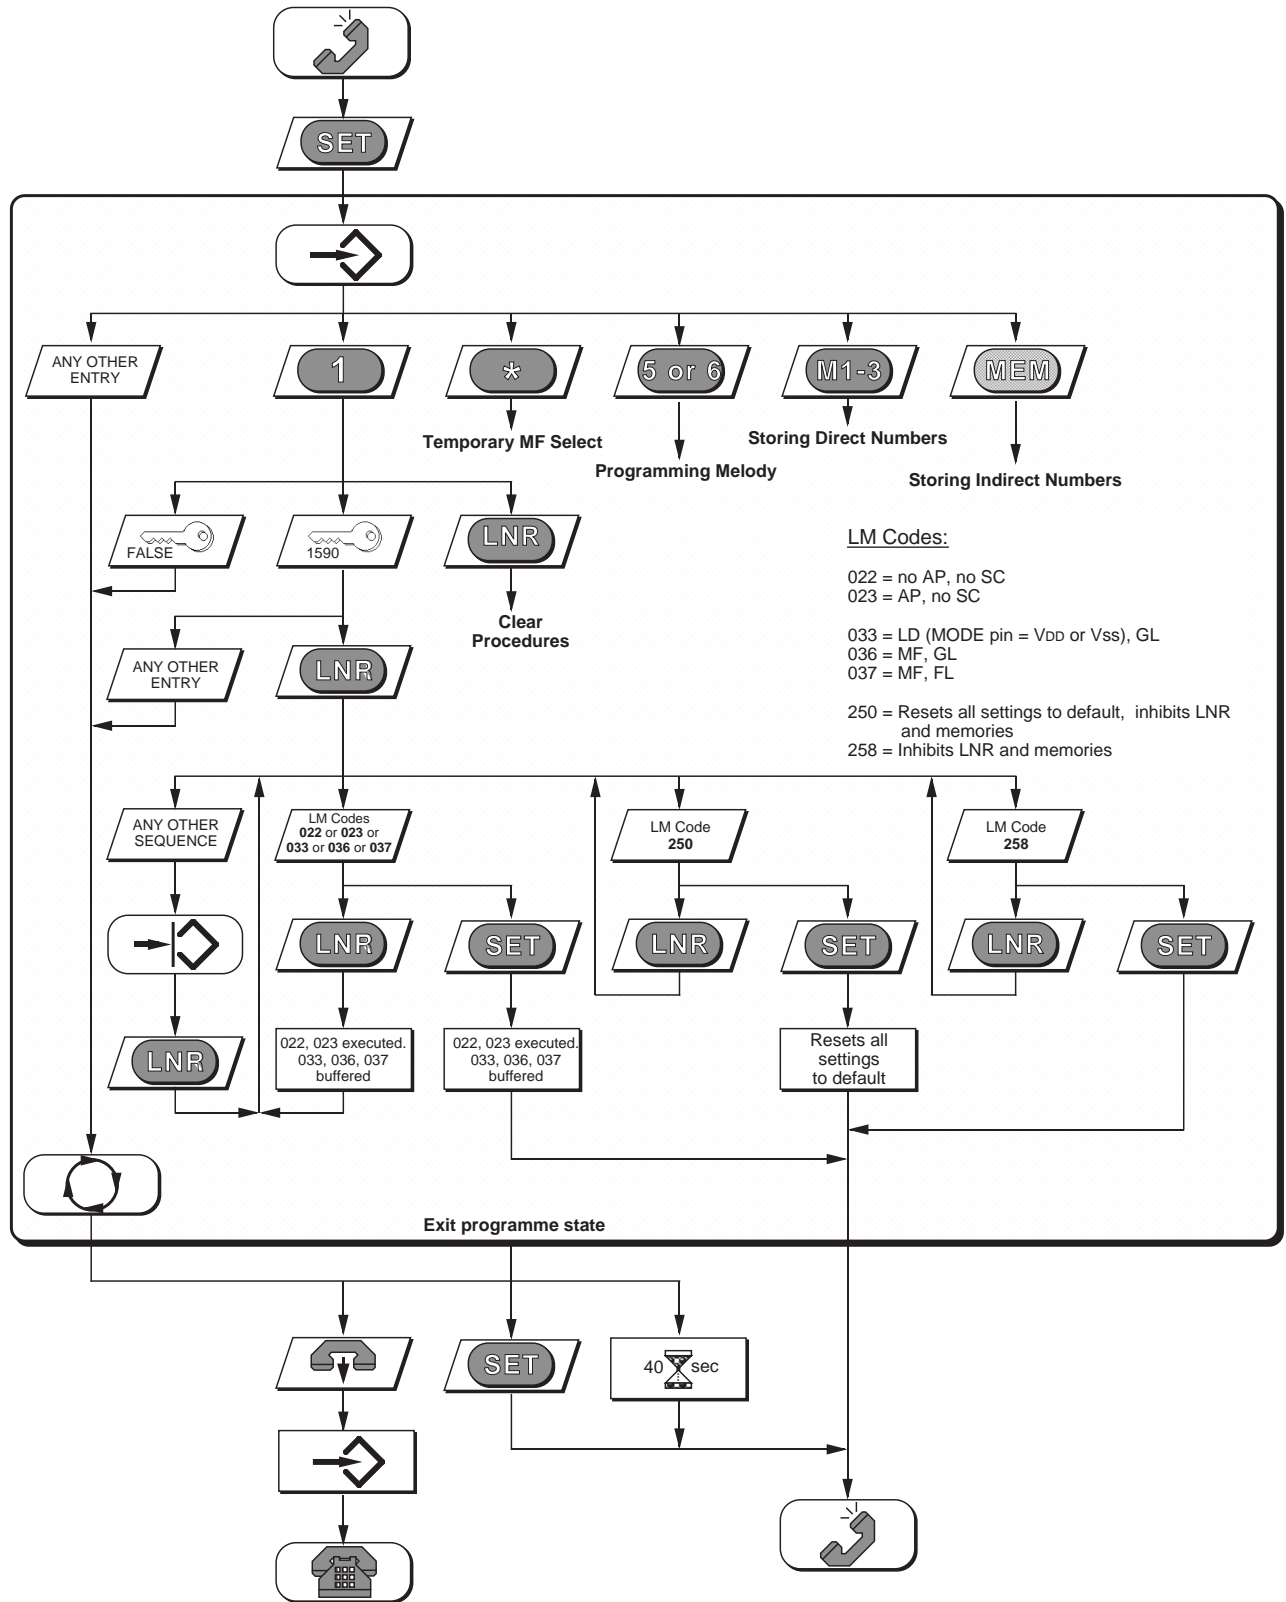 SET
ANY OTHER
ENTRY
1
*
5 or 6
M1-3
MEM
Temporary MF Select
Storing Direct Numbers
Programming Melody
Storing Indirect Numbers
FALSE
1590
LNR
LM Codes:
022 = no AP, no SC
023 = AP, no SC
033 = LD (MODE pin = VDD or Vss), GL
036 = MF, GL
037 = MF, FL
250 = Resets all settings to default, inhibits LNR
and memories
258 = Inhibits LNR and memories
Clear
Procedures
ANY OTHER
ENTRY
LNR
ANY OTHER
SEQUENCE
LM Codes
022 or 023 or
033 or 036 or 037
LM Code
250
LM Code
258
LNR
SET
LNR
SET
LNR
SET
LNR
022, 023 executed.
033, 036, 037
buffered
022, 023 executed.
033, 036, 037
buffered
Resets all
settings
to default
Exit programme state
SET
40 sec